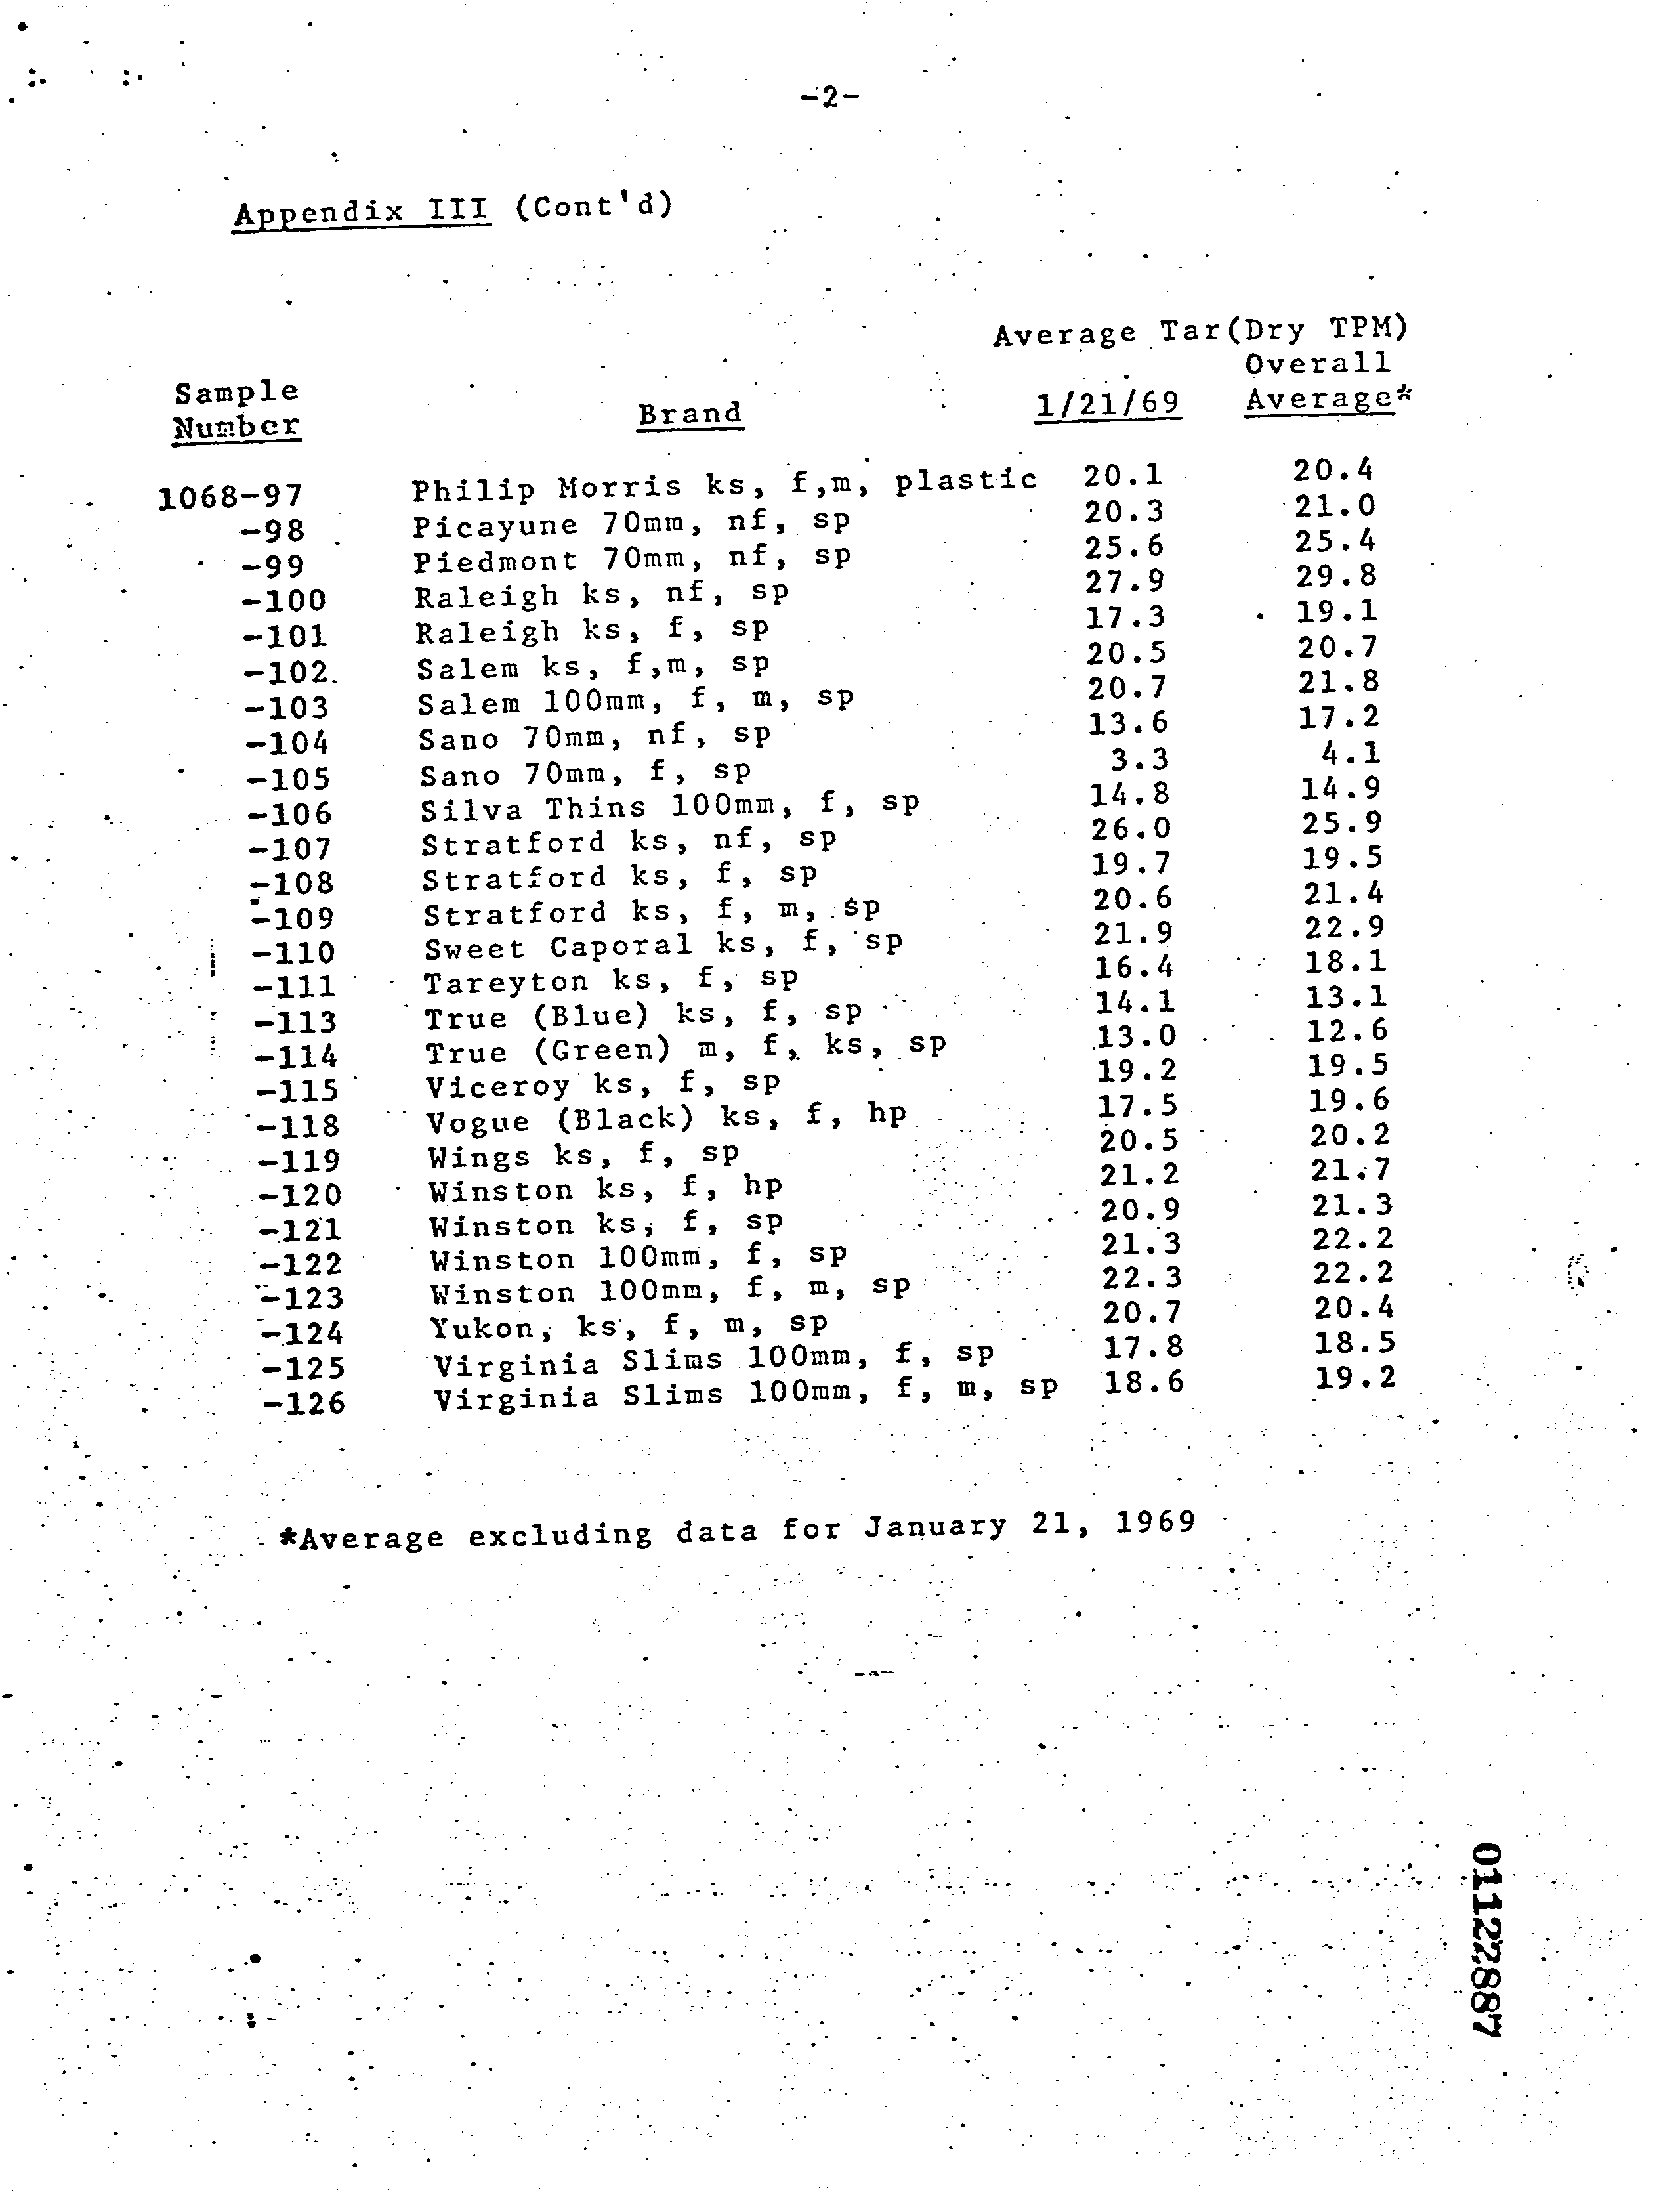 -2-
Appendix III (Cont'd)
Average Tar(Dry TPM)
Sample Number Brand 1/21/69 Overall Average*
1068-97 Philip Morris ks, f,m, plastic 20.1 20.4
-98 Picayune 70mm, nf, sp 20.3 21.0
-99 Piedmont 70mm, nf, sp 25.6 25.4
-100 Raleigh ks, nf, sp 27.9 29.8
-101 Raleigh ks, f, sp 17.3 19.1
-102 Salem ks, f,m, sp 20.5 20.7
-103 Salem 100mm, f, m, sp 20.7 21.8
-104 Sano 70mm, nf, sp 13.6 17.2
-105 Sano 70mm, f, sp 3.3 4.1
-106 Silva Thins 100mm, f, sp 14.8 14.9
-107 Stratford ks, nf, sp 26.0 25.9
-108 Stratford ks, f, sp 19.7 19.5
-109 Stratford ks, f, m, sp 20.6 21.4
-110 Sweet Caporal ks, f, sp 21.9 22.9
-111 Tareyton ks, f, sp 16.4 18.1
-113 True (Blue) ks, f, sp 14.1 13.1
-114 True (Green) m, f, ks, sp 13.0 12.6
-115 Viceroy ks, f, sp 19.2 19.5
-118 Vogue (Black) ks, f, hp 17.5 19.6
-119 Wings ks, f, sp 20.5 20.2
-120 Winston ks, f, hp 21.2 21.7
-121 Winston ks, f, sp 20.9 21.3
-122 Winston 100mm, f, sp 21.3 22.2
-123 Winston 100mm, f, m, sp 22.3 22.2
-124 Yukon, ks, f, m, sp 20.7 20.4
-125 Virginia Slims 100mm, f, sp 17.8 18.5
-126 Virginia Slims 100mm, f, m, sp 18.6 19.2
*Average excluding data for January 21, 1969
01122887